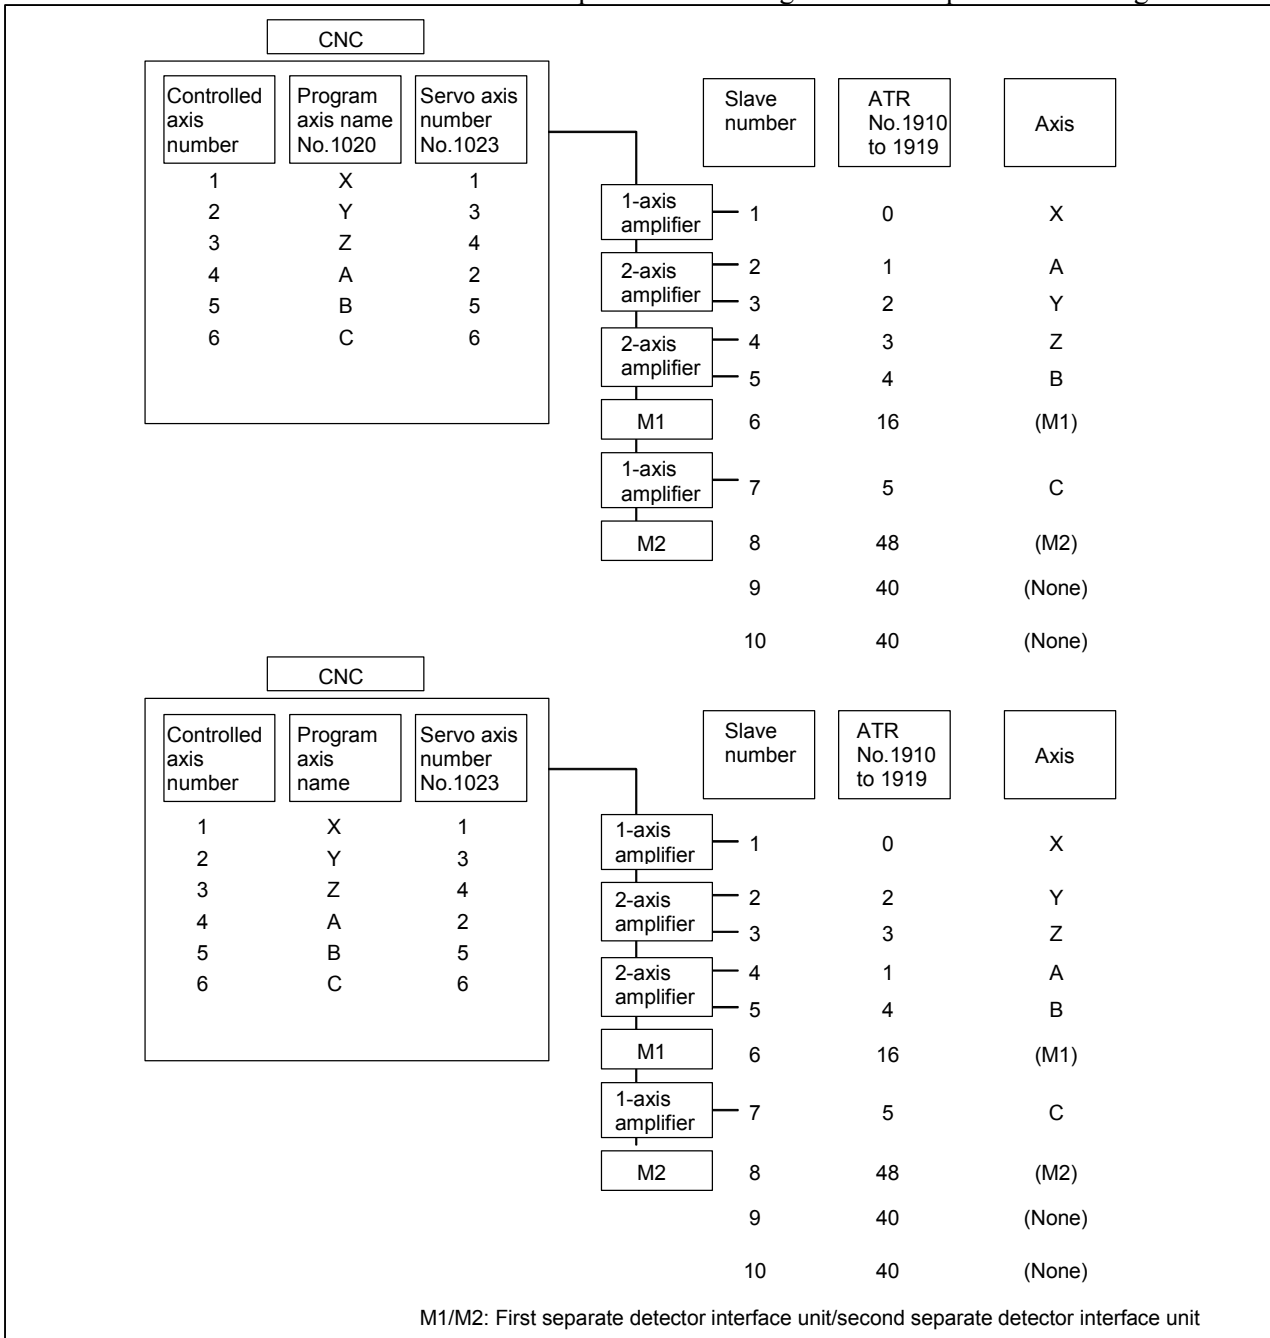 CNC
Controlled axis number
Program axis name No.1020
Servo axis number No.1023
1 X 1
2 Y 3
3 Z 4
4 A 2
5 B 5
6 C 6
Slave number
ATR No.1910 to 1919
Axis
1-axis amplifier
1 0 X
2-axis amplifier
2 1 A
3 2 Y
2-axis amplifier
4 3 Z
5 4 B
M1 6 16 (M1)
1-axis amplifier
7 5 C
M2 8 48 (M2)
9 40 (None)
10 40 (None)
CNC
Controlled axis number
Program axis name
Servo axis number No.1023
1 X 1
2 Y 3
3 Z 4
4 A 2
5 B 5
6 C 6
Slave number
ATR No.1910 to 1919
Axis
1-axis amplifier
1 0 X
2-axis amplifier
2 2 Y
3 3 Z
2-axis amplifier
4 1 A
5 4 B
M1 6 16 (M1)
1-axis amplifier
7 5 C
M2 8 48 (M2)
9 40 (None)
10 40 (None)
M1/M2: First separate detector interface unit/second separate detector interface unit